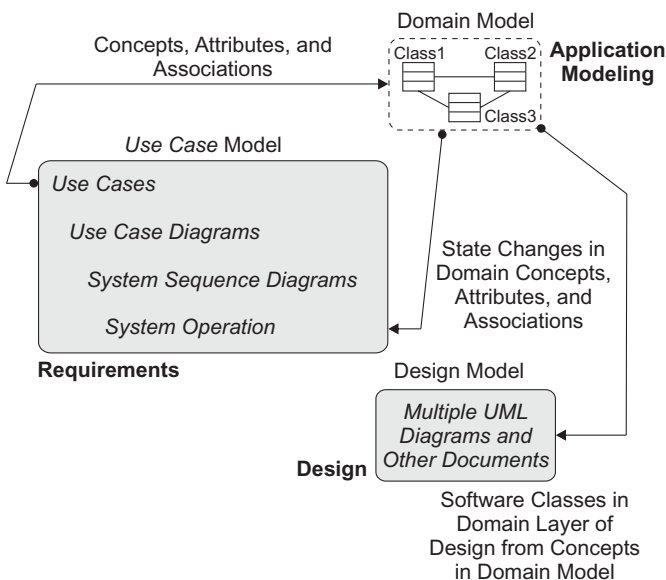 Domain Model
Concepts, Attributes, and
Associations
Class1
Class2
Class3
Application
Modeling
Use Case Model
Use Cases
Use Case Diagrams
System Sequence Diagrams
System Operation
Requirements
State Changes in
Domain Concepts,
Attributes, and
Associations
Design Model
Multiple UML
Diagrams and
Other Documents
Design
Software Classes in
Domain Layer of
Design from Concepts
in Domain Model